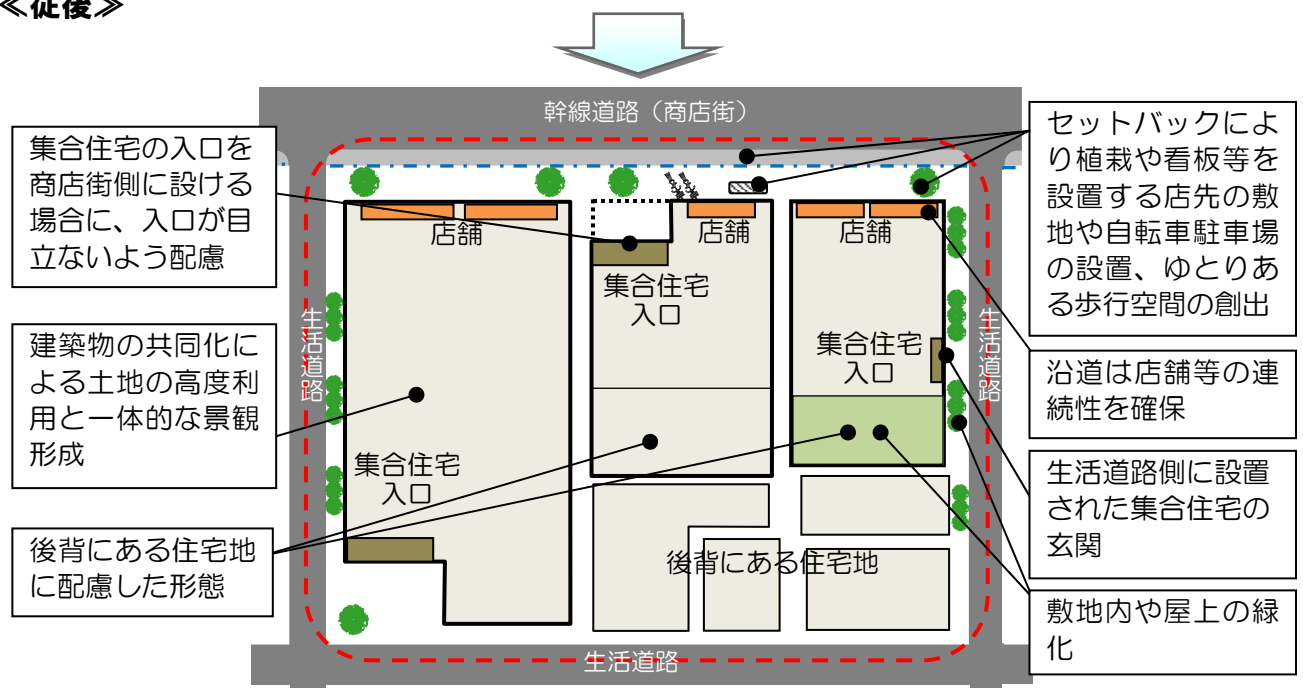 ≪従後≫
幹線道路（商店街）
集合住宅の入口を
商店街側に設ける
場合に、入口が目
立ないよう配慮
建築物の共同化に
よる土地の高度利
用と一体的な景観
形成
後背にある住宅地
に配慮した形態
生活道路
店舗
集合住宅
入口
店舗
集合住宅
入口
店舗
集合住宅
入口
後背にある住宅地
生活道路
生活道路
セットバックによ
り植栽や看板等を
設置する店先の敷
地や自転車駐車場
の設置、ゆとりあ
る歩行空間の創出
沿道は店舗等の連
続性を確保
生活道路側に設置
された集合住宅の
玄関
敷地内や屋上の緑
化